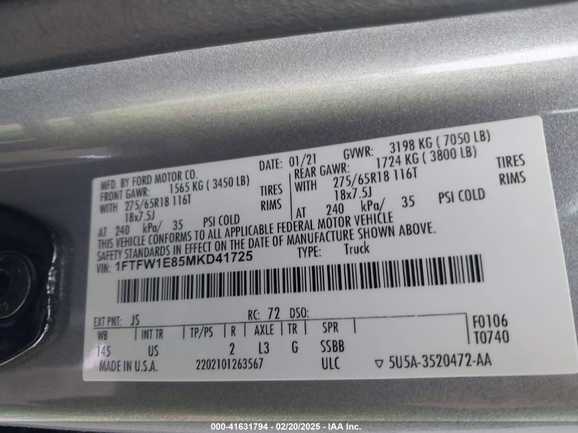 MFD. BY FORD MOTOR CO.
DATE: 01/21
GVWR: 3198 KG ( 7050 LB)
FRONT GAWR: 1565 KG ( 3450 LB)
REAR GAWR: 1724 KG ( 3800 LB)
WITH 275/65R18 116T TIRES
WITH 275/65R18 116T TIRES
18x7.5J RIMS
18x7.5J RIMS
AT 240 kPa/ 35 PSI COLD
AT 240 kPa/ 35 PSI COLD
THIS VEHICLE CONFORMS TO ALL APPLICABLE FEDERAL MOTOR VEHICLE
SAFETY STANDARDS IN EFFECT ON THE DATE OF MANUFACTURE SHOWN ABOVE.
VIN: 1FTFW1E85MKD41725
TYPE: Truck
EXT PNT: JS RC: 72 DSO: F0106
WB INT TR TP/PS R AXLE TR SPR T0740
145 US 2 L3 G SSBB
MADE IN U.S.A. 2202101263567 ULC ▽ 5U5A-3520472-AA
000-41631794 - 02/20/2025 - IAA Inc.